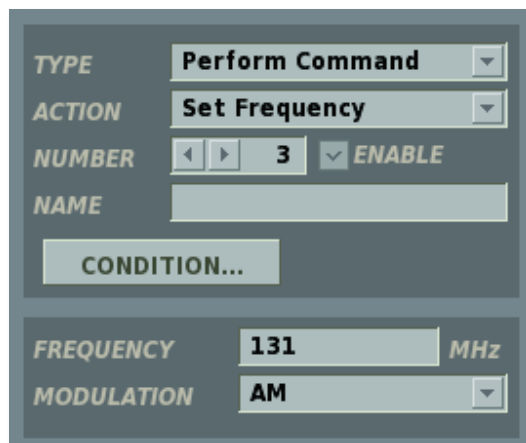 TYPE Perform Command
ACTION Set Frequency
NUMBER 3 ENABLE
NAME
CONDITION...
FREQUENCY 131 MHz
MODULATION AM